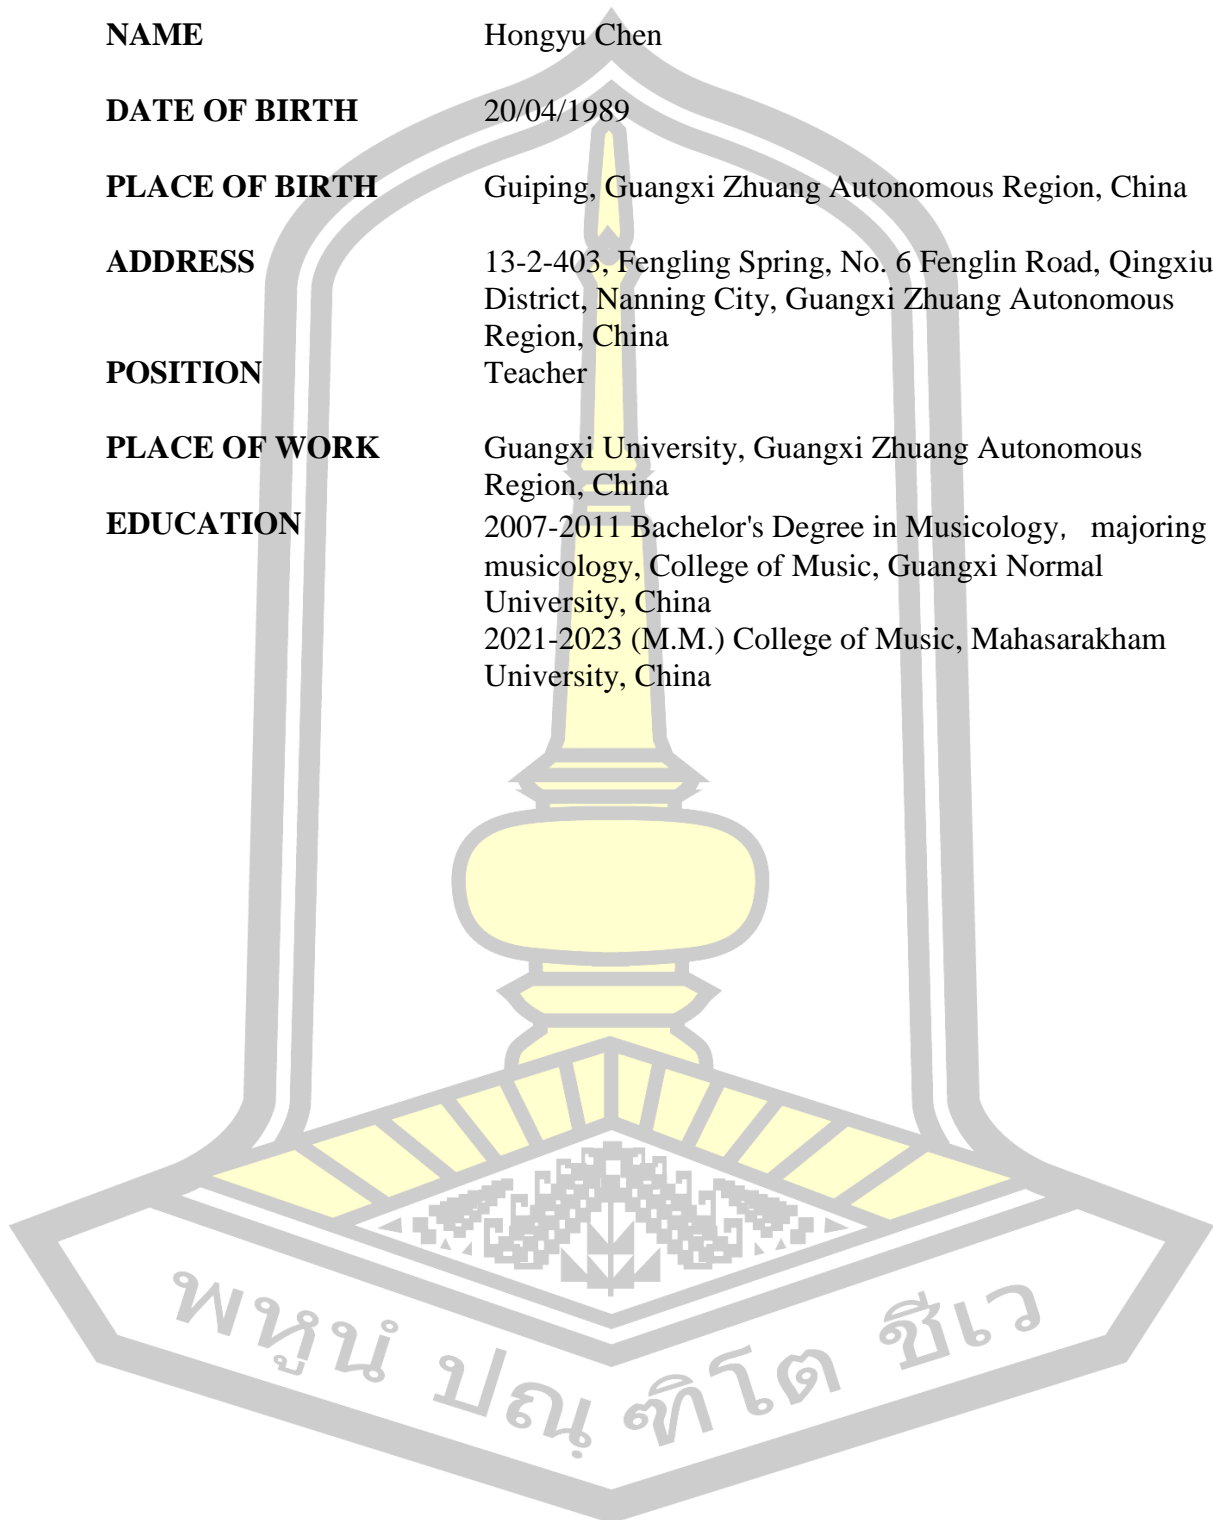 NAME Hongyu Chen
DATE OF BIRTH 20/04/1989
PLACE OF BIRTH Guiping, Guangxi Zhuang Autonomous Region, China
ADDRESS 13-2-403, Fengling Spring, No. 6 Fenglin Road, Qingxiu
District, Nanning City, Guangxi Zhuang Autonomous
Region, China
POSITION Teacher
PLACE OF WORK Guangxi University, Guangxi Zhuang Autonomous
Region, China
EDUCATION 2007-2011 Bachelor's Degree in Musicology， majoring
musicology, College of Music, Guangxi Normal
University, China
2021-2023 (M.M.) College of Music, Mahasarakham
University, China
พหูนํ ปณฺฑิโต ชีเว